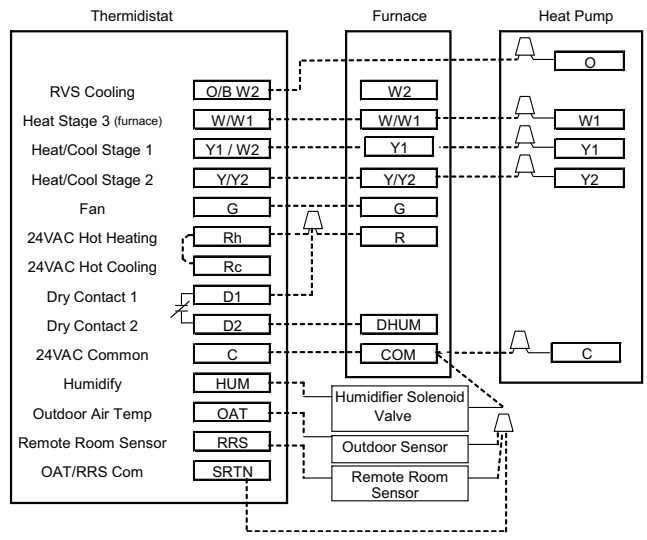 Thermidistat Furnace Heat Pump
O
RVS Cooling O/B W2 W2
Heat Stage 3 (furnace) W/W1 W/W1 W1
Heat/Cool Stage 1 Y1 / W2 Y1 Y1
Heat/Cool Stage 2 Y/Y2 Y/Y2 Y2
Fan G G
24VAC Hot Heating Rh R
24VAC Hot Cooling Rc
Dry Contact 1 D1
Dry Contact 2 D2 DHUM
24VAC Common C COM C
Humidify HUM
Humidifier Solenoid
Valve
Outdoor Air Temp OAT
Remote Room Sensor RRS
Outdoor Sensor
OAT/RRS Com SRTN
Remote Room
Sensor